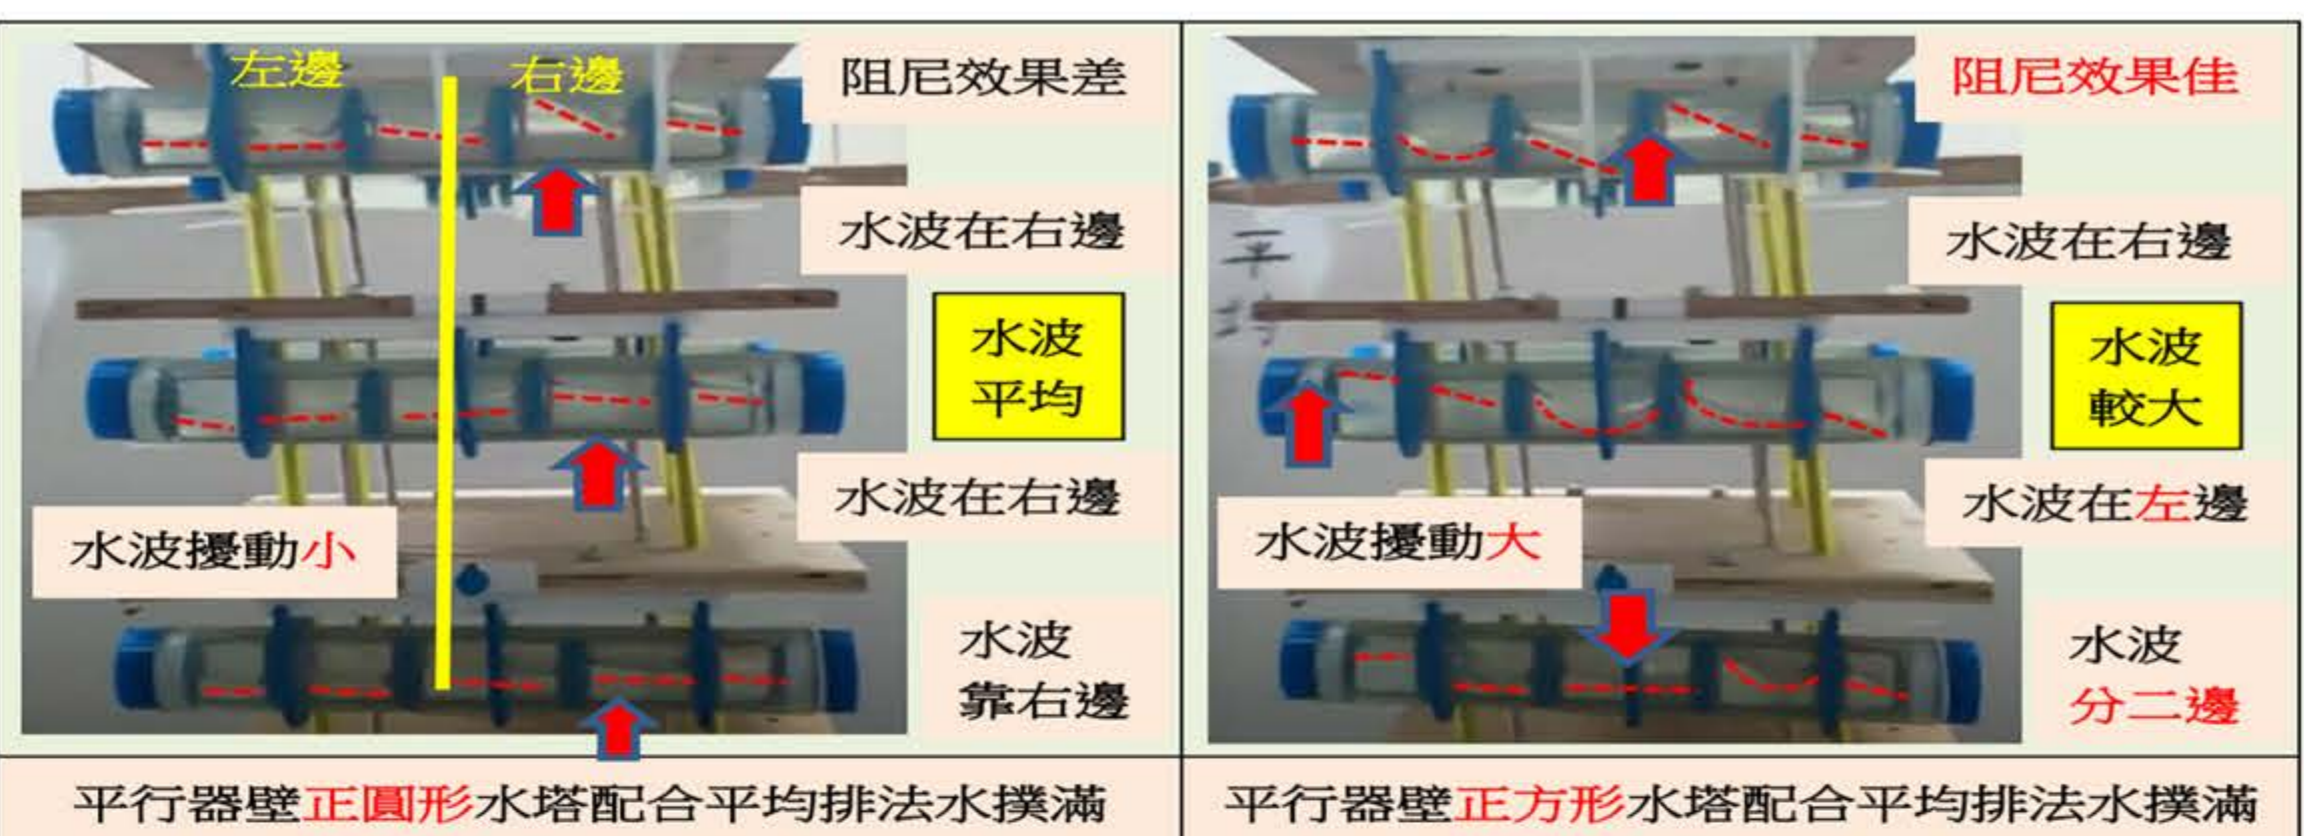 左邊
右邊
阻尼效果差
水波在右邊
水波
平均
水波在右邊
水波擾動小
水波
靠右邊
平行器壁正圓形水塔配合平均排法水撲滿
阻尼效果佳
平均
水波在右邊
水波
較大
水波在左邊
水波擾動大
水波
分二邊
平行器壁正方形水塔配合平均排法水撲滿